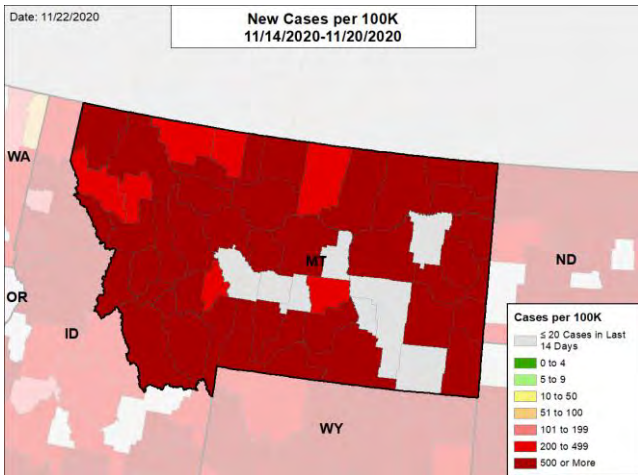 Date: 11/22/2020
New Cases per 100K
11/14/2020-11/20/2020
WA
MT
ND
OR
ID
WY
Cases per 100K
≤ 20 Cases in Last
14 Days
0 to 4
5 to 9
10 to 50
51 to 100
101 to 199
200 to 499
500 or More